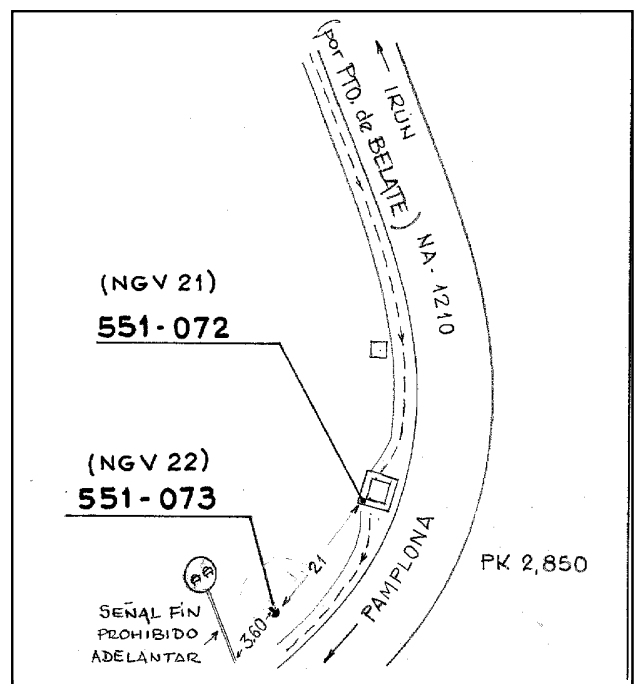 IRUN
(por PTO. de BELATE) NA-1210
(NGV 21)
551-072
(NGV 22)
551-073
21
3.60
SEÑAL FIN
PROHIBIDO
ADELANTAR
PAMPLONA
PK 2,850